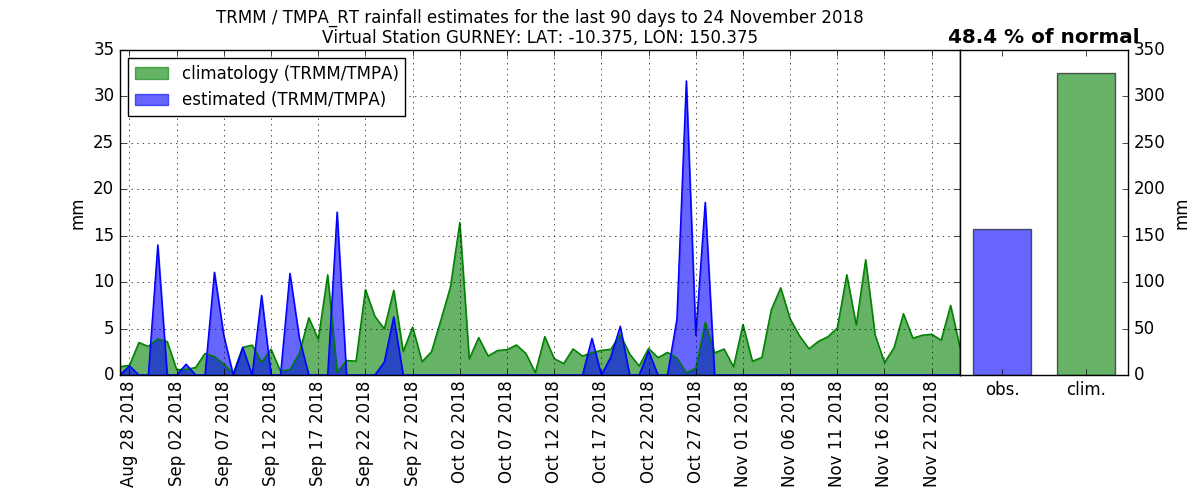 TRMM / TMPA_RT rainfall estimates for the last 90 days to 24 November 2018
Virtual Station GURNEY: LAT: -10.375, LON: 150.375
48.4 % of normal
climatology (TRMM/TMPA)
estimated (TRMM/TMPA)
mm
35
30
25
20
15
10
5
0
Aug 28 2018
Sep 02 2018
Sep 07 2018
Sep 12 2018
Sep 17 2018
Sep 22 2018
Sep 27 2018
Oct 02 2018
Oct 07 2018
Oct 12 2018
Oct 17 2018
Oct 22 2018
Oct 27 2018
Nov 01 2018
Nov 06 2018
Nov 11 2018
Nov 16 2018
Nov 21 2018
obs.
clim.
350
300
250
200
150
100
50
0
mm